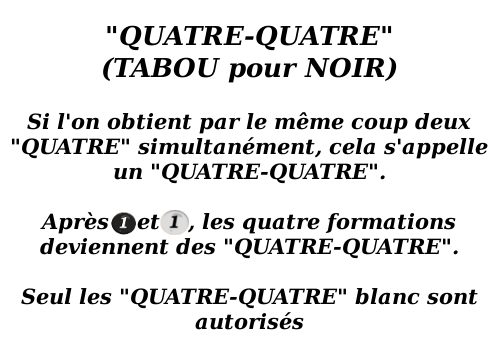 "QUATRE-QUATRE"
(TABOU pour NOIR)
Si l'on obtient par le même coup deux
"QUATRE" simultanément, cela s'appelle
un "QUATRE-QUATRE".
Après 1 et 1 , les quatre formations
deviennent des "QUATRE-QUATRE".
Seul les "QUATRE-QUATRE" blanc sont
autorisés